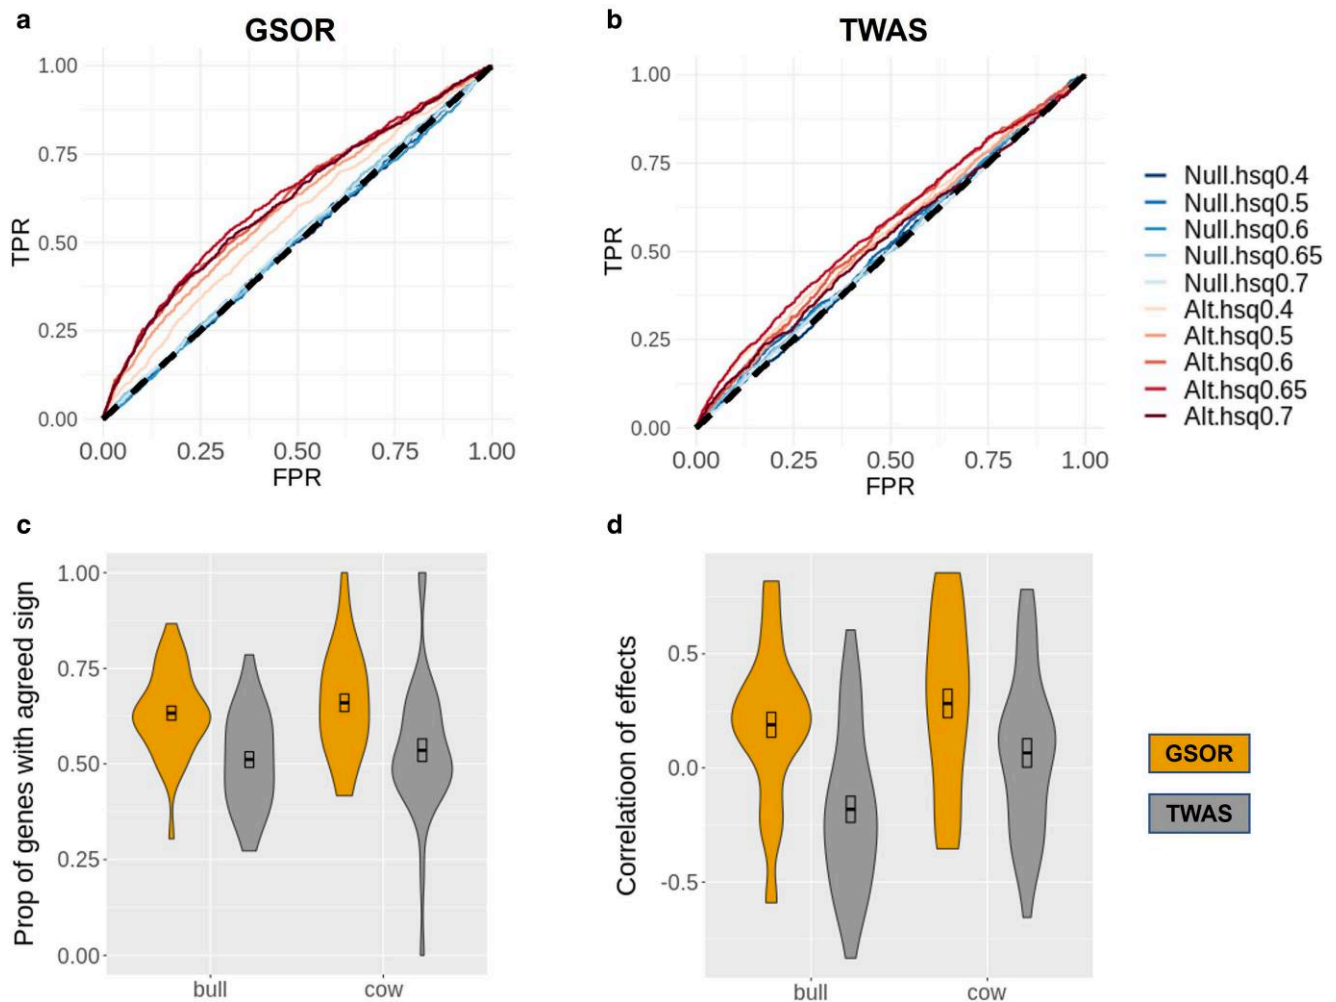 a
GSOR
1.00
0.75
0.50
0.25
0.00
TPR
0.00 0.25 0.50 0.75 1.00
FPR
b
TWAS
1.00
0.75
0.50
0.25
0.00
TPR
0.00 0.25 0.50 0.75 1.00
FPR
Null.hsq0.4
Null.hsq0.5
Null.hsq0.6
Null.hsq0.65
Null.hsq0.7
Alt.hsq0.4
Alt.hsq0.5
Alt.hsq0.6
Alt.hsq0.65
Alt.hsq0.7
c
Prop of genes with agreed sign
1.00
0.75
0.50
0.25
0.00
bull cow
d
Correlatioon of effects
0.5
0.0
-0.5
bull cow
GSOR
TWAS